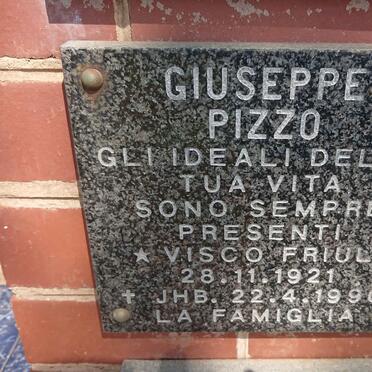 GIUSEPPE
PIZZO
GLI IDEALI DEL
TUA VITA
SONO SEMPRE
PRESENTI
★ VISCO FRIUL
28.11.1921
✝ JHB. 22.4.199
LA FAMIGLIA